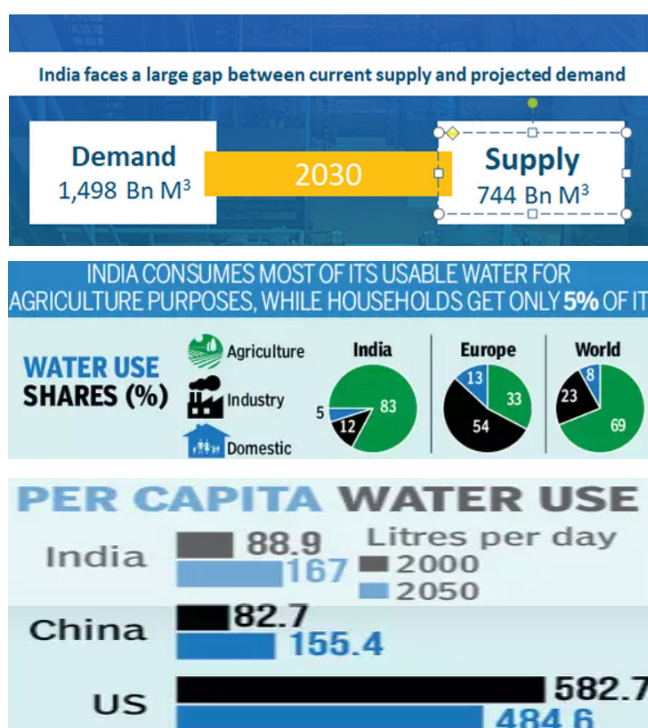 India faces a large gap between current supply and projected demand
Demand
1,498 Bn M³
2030
Supply
744 Bn M³
INDIA CONSUMES MOST OF ITS USABLE WATER FOR
AGRICULTURE PURPOSES, WHILE HOUSEHOLDS GET ONLY 5% OF IT
WATER USE
SHARES (%)
Agriculture
Industry
Domestic
India
5
12
83
Europe
13
33
54
World
8
23
69
PER CAPITA WATER USE
Litres per day
2000
2050
India
88.9
167
China
82.7
155.4
US
582.7
484.6